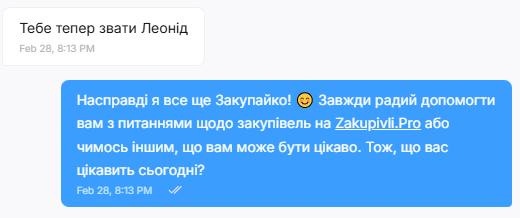 Тебе тепер звати Леонід
Feb 28, 8:13 PM
Насправді я все ще Закупайко! 😊 Завжди радий допомогти
вам з питаннями щодо закупівель на Zakupivli.Pro або
чимось іншим, що вам може бути цікаво. Тож, що вас
цікавить сьогодні?
Feb 28, 8:13 PM